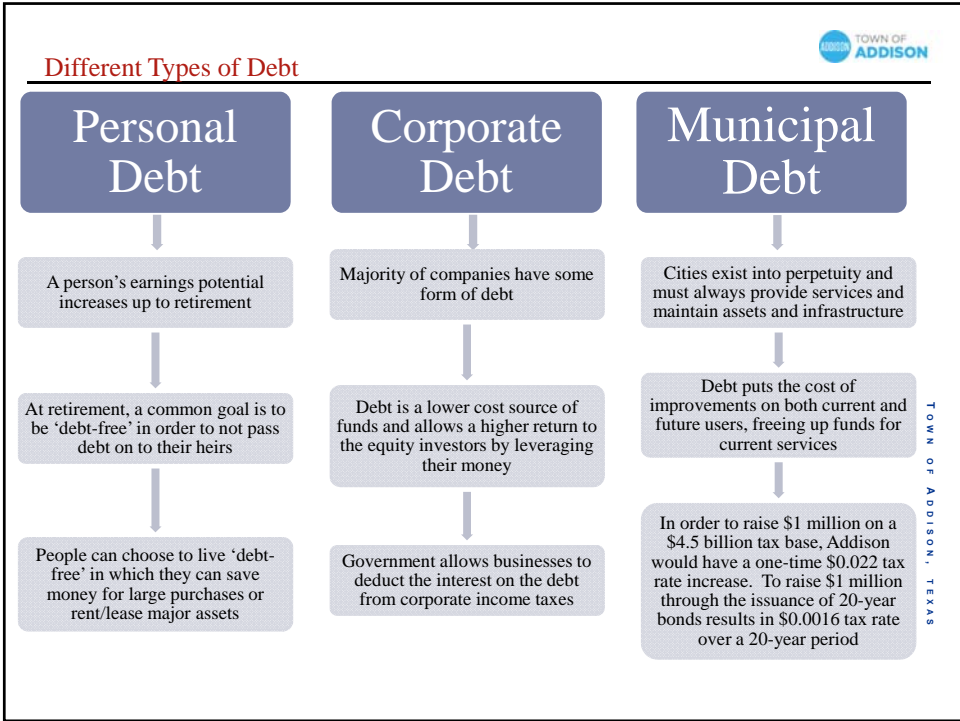 ADDISON
TOWN OF
ADDISON
Different Types of Debt
Personal
Debt
A person's earnings potential
increases up to retirement
At retirement, a common goal is to
be 'debt-free' in order to not pass
debt on to their heirs
People can choose to live 'debt-
free' in which they can save
money for large purchases or
rent/lease major assets
Corporate
Debt
Majority of companies have some
form of debt
Debt is a lower cost source of
funds and allows a higher return to
the equity investors by leveraging
their money
Government allows businesses to
deduct the interest on the debt
from corporate income taxes
Municipal
Debt
Cities exist into perpetuity and
must always provide services and
maintain assets and infrastructure
Debt puts the cost of
improvements on both current and
future users, freeing up funds for
current services
In order to raise $1 million on a
$4.5 billion tax base, Addison
would have a one-time $0.022 tax
rate increase. To raise $1 million
through the issuance of 20-year
bonds results in $0.0016 tax rate
over a 20-year period
TOWN OF ADDISON, TEXAS